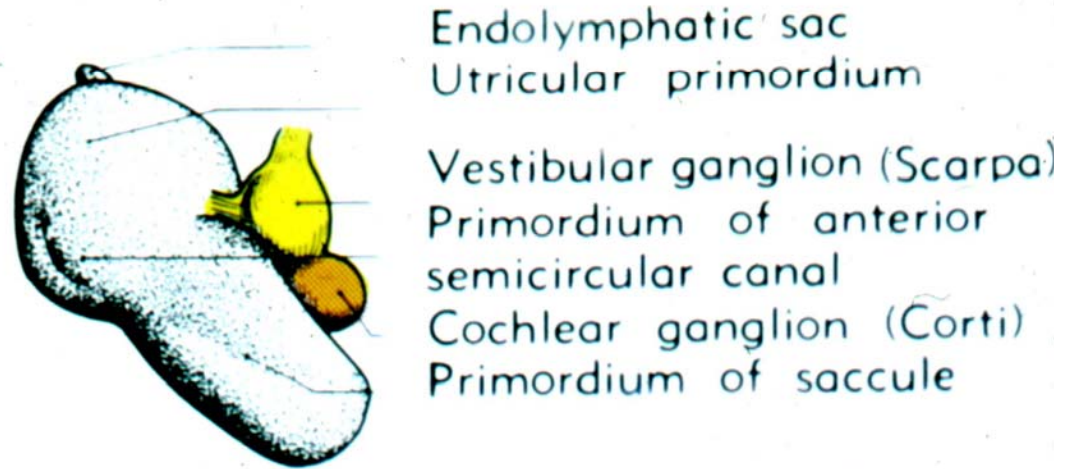 Endolymphatic sac
Utricular primordium
Vestibular ganglion (Scarpa)
Primordium of anterior
semicircular canal
Cochlear ganglion (Corti)
Primordium of saccule